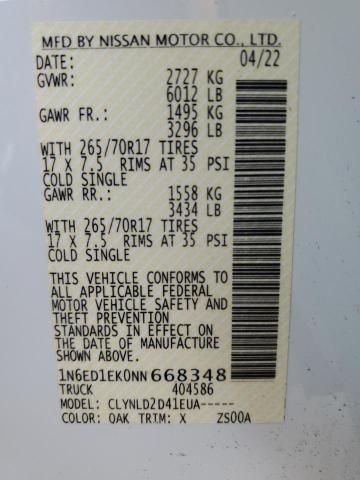 MFD BY NISSAN MOTOR CO., LTD.
DATE: 04/22
GVWR: 2727 KG
6012 LB
GAWR FR.: 1495 KG
3296 LB
WITH 265/70R17 TIRES
17 X 7.5 RIMS AT 35 PSI
COLD SINGLE
GAWR RR.: 1558 KG
3434 LB
WITH 265/70R17 TIRES
17 X 7.5 RIMS AT 35 PSI
COLD SINGLE
THIS VEHICLE CONFORMS TO
ALL APPLICABLE FEDERAL
MOTOR VEHICLE SAFETY AND
THEFT PREVENTION
STANDARDS IN EFFECT ON
THE DATE OF MANUFACTURE
SHOWN ABOVE.
1N6ED1EK0NN668348
TRUCK 404586
MODEL: CLYNLD2D41EUA-----
COLOR: QAK TRIM: X ZS00A